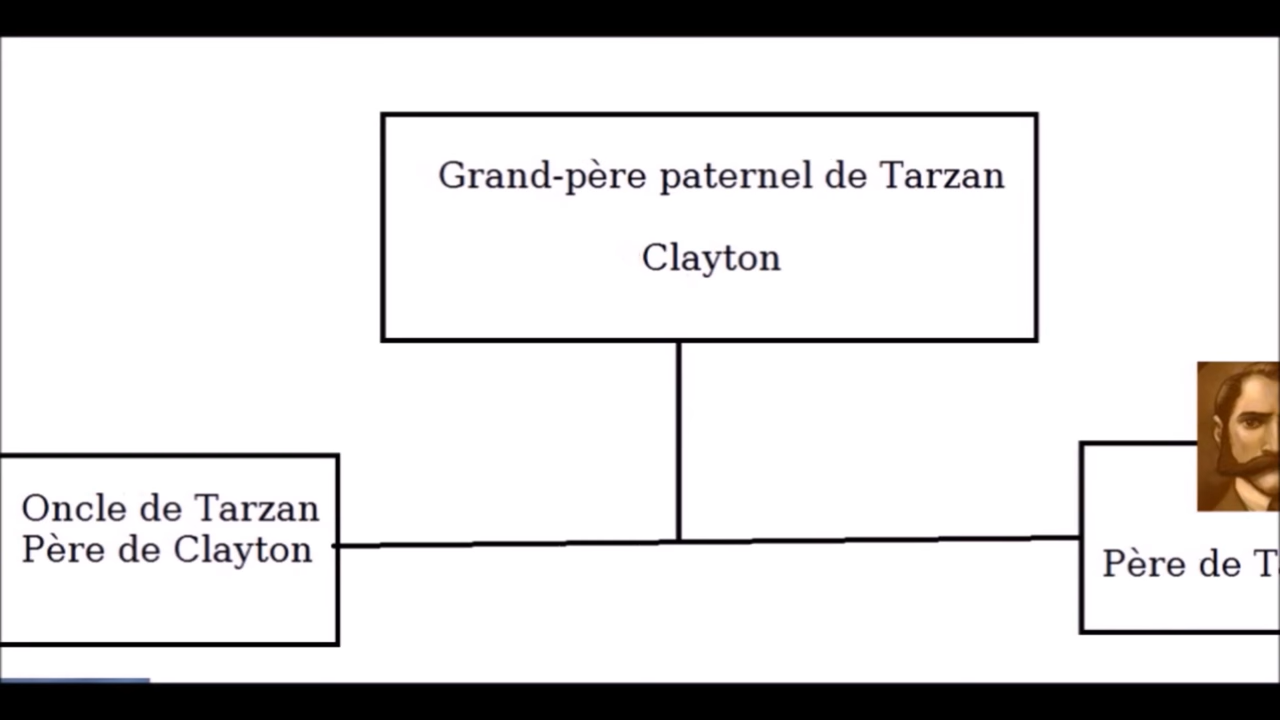 Grand-père paternel de Tarzan
Clayton
Oncle de Tarzan
Père de Clayton
Père de